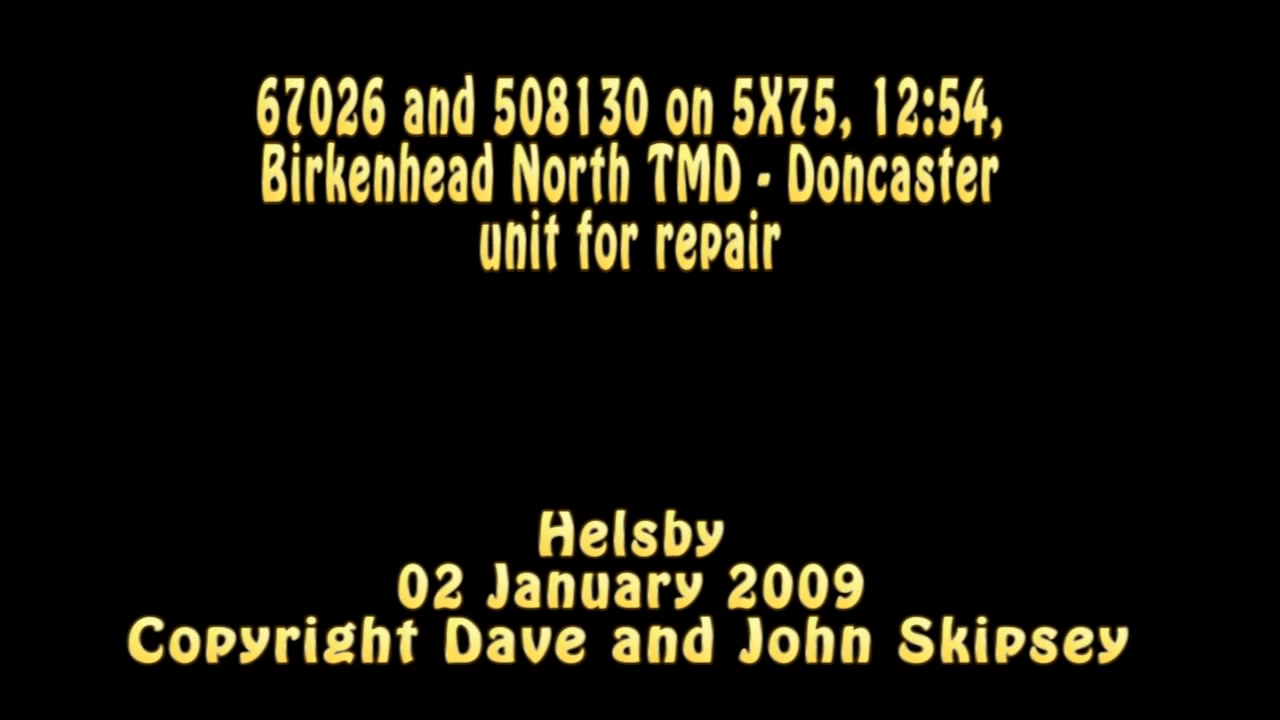 67026 and 508130 on 5X75, 12:54,
Birkenhead North TMD - Doncaster
unit for repair
Helsby
02 January 2009
Copyright Dave and John Skipsey